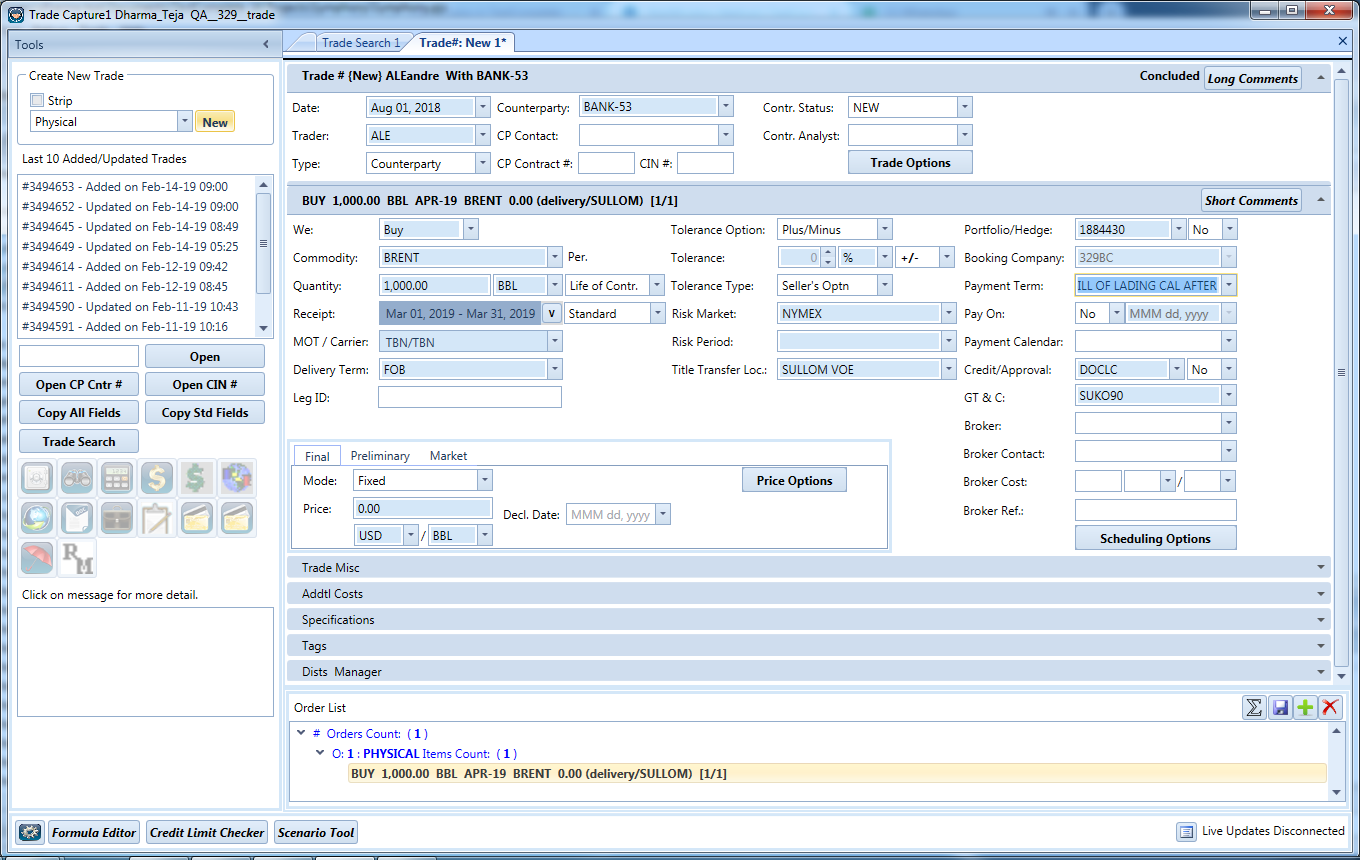 Trade Capture1 Dharma_Teja QA__329__trade
Tools
Create New Trade
Strip
Physical New
Last 10 Added/Updated Trades
#3494653 - Added on Feb-14-19 09:00
#3494652 - Updated on Feb-14-19 09:00
#3494645 - Updated on Feb-14-19 08:49
#3494649 - Updated on Feb-14-19 05:25
#3494614 - Added on Feb-12-19 09:42
#3494611 - Added on Feb-12-19 08:45
#3494590 - Updated on Feb-11-19 10:43
#3494591 - Added on Feb-11-19 10:16
Open
Open CP Cntr # Open CIN #
Copy All Fields Copy Std Fields
Trade Search
RM
Click on message for more detail.
Trade Search 1 Trade#: New 1*
Trade # {New} ALEandre With BANK-53 Concluded Long Comments
Date: Aug 01, 2018 Counterparty: BANK-53 Contr. Status: NEW
Trader: ALE CP Contact: Contr. Analyst:
Type: Counterparty CP Contract #: CIN #: Trade Options
BUY 1,000.00 BBL APR-19 BRENT 0.00 (delivery/SULLOM) [1/1] Short Comments
We: Buy Tolerance Option: Plus/Minus Portfolio/Hedge: 1884430 No
Commodity: BRENT Per. Tolerance: 0 % +/- Booking Company: 329BC
Quantity: 1,000.00 BBL Life of Contr. Tolerance Type: Seller's Optn Payment Term: ILL OF LADING CAL AFTER
Receipt: Mar 01, 2019 - Mar 31, 2019 v Standard Risk Market: NYMEX Pay On: No MMM dd, yyyy
MOT / Carrier: TBN/TBN Risk Period: Payment Calendar:
Delivery Term: FOB Title Transfer Loc.: SULLOM VOE Credit/Approval: DOCLC No
Leg ID: GT & C: SUKO90
Broker:
Broker Contact:
Broker Cost: /
Broker Ref.:
Scheduling Options
Final Preliminary Market
Mode: Fixed Price Options
Price: 0.00 Decl. Date: MMM dd, yyyy
USD / BBL
Trade Misc
Addtl Costs
Specifications
Tags
Dists Manager
Order List
# Orders Count: ( 1 )
O: 1 : PHYSICAL Items Count: ( 1 )
BUY 1,000.00 BBL APR-19 BRENT 0.00 (delivery/SULLOM) [1/1]
Formula Editor Credit Limit Checker Scenario Tool Live Updates Disconnected